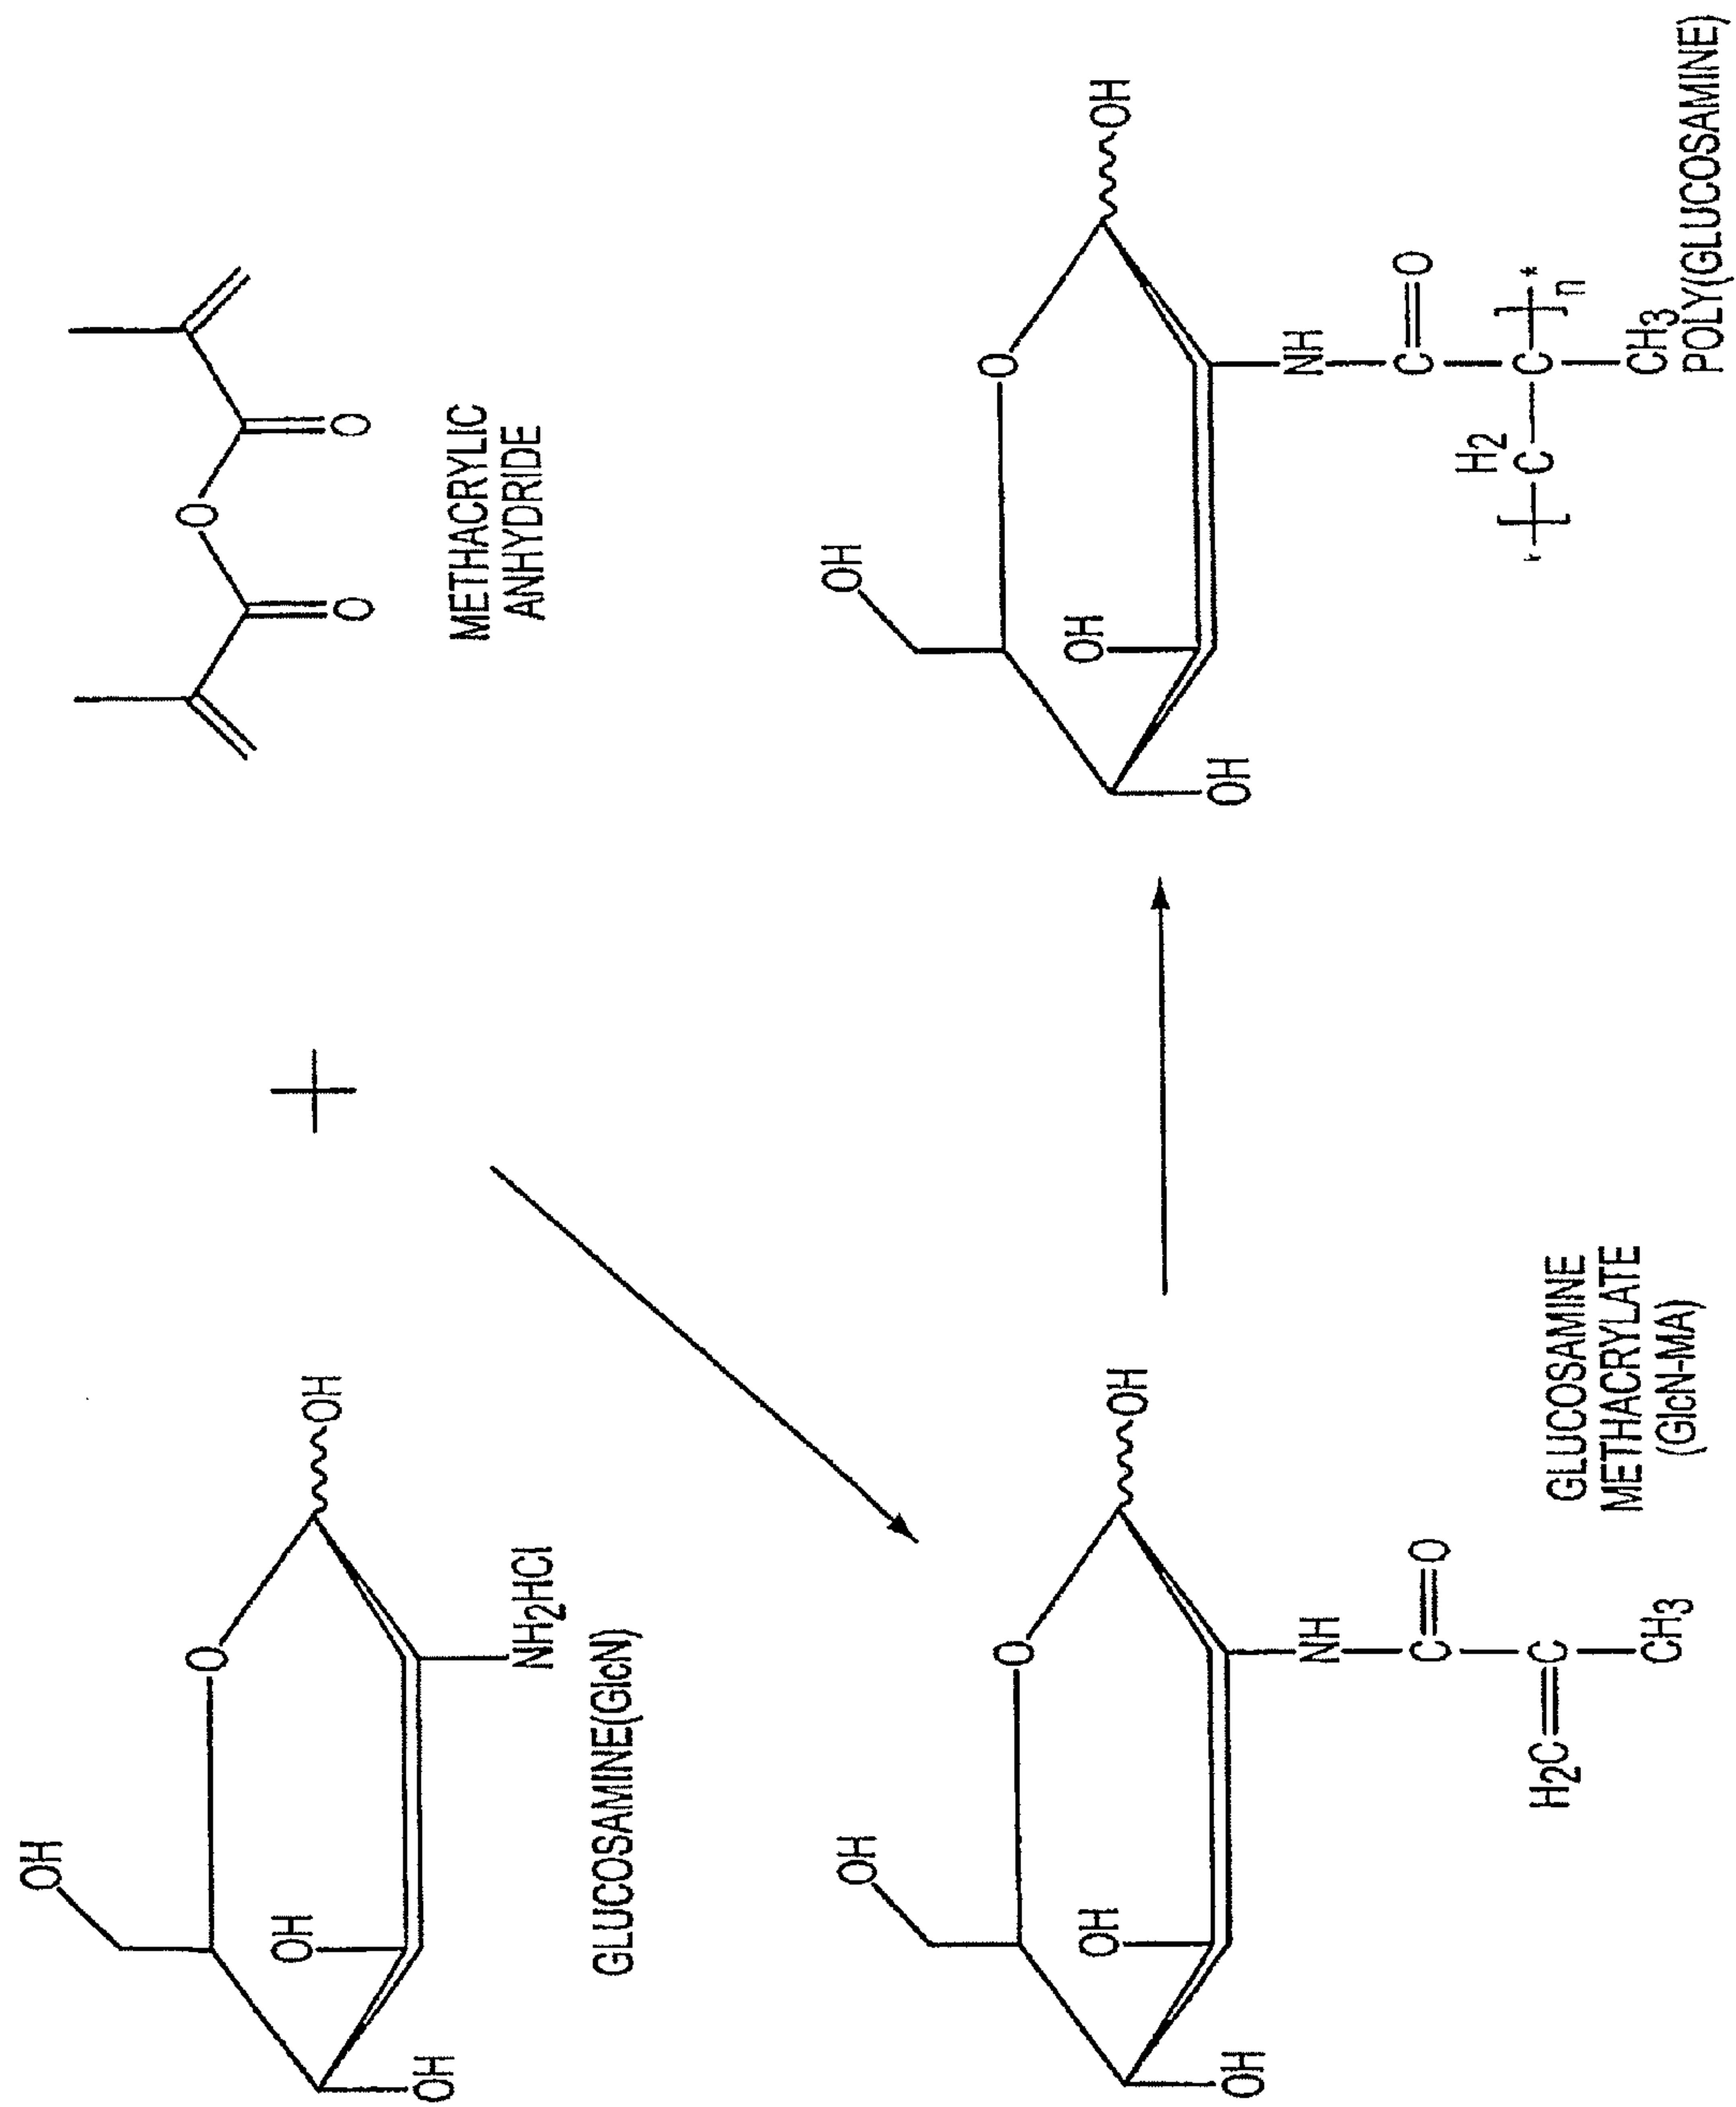 OH
O
OH
OH
OH
NH2HCl
GLUCOSAMINE(GlcN)
+
O
O
O
METHACRYLIC
ANHYDRIDE
OH
O
OH
OH
OH
NH
C=O
H2C=C
CH3
GLUCOSAMINE
METHACRYLATE
(GlcN-MA)
OH
O
OH
OH
OH
NH
C=O
H2
*[C-C]n*
CH3
POLY(GLUCOSAMINE)